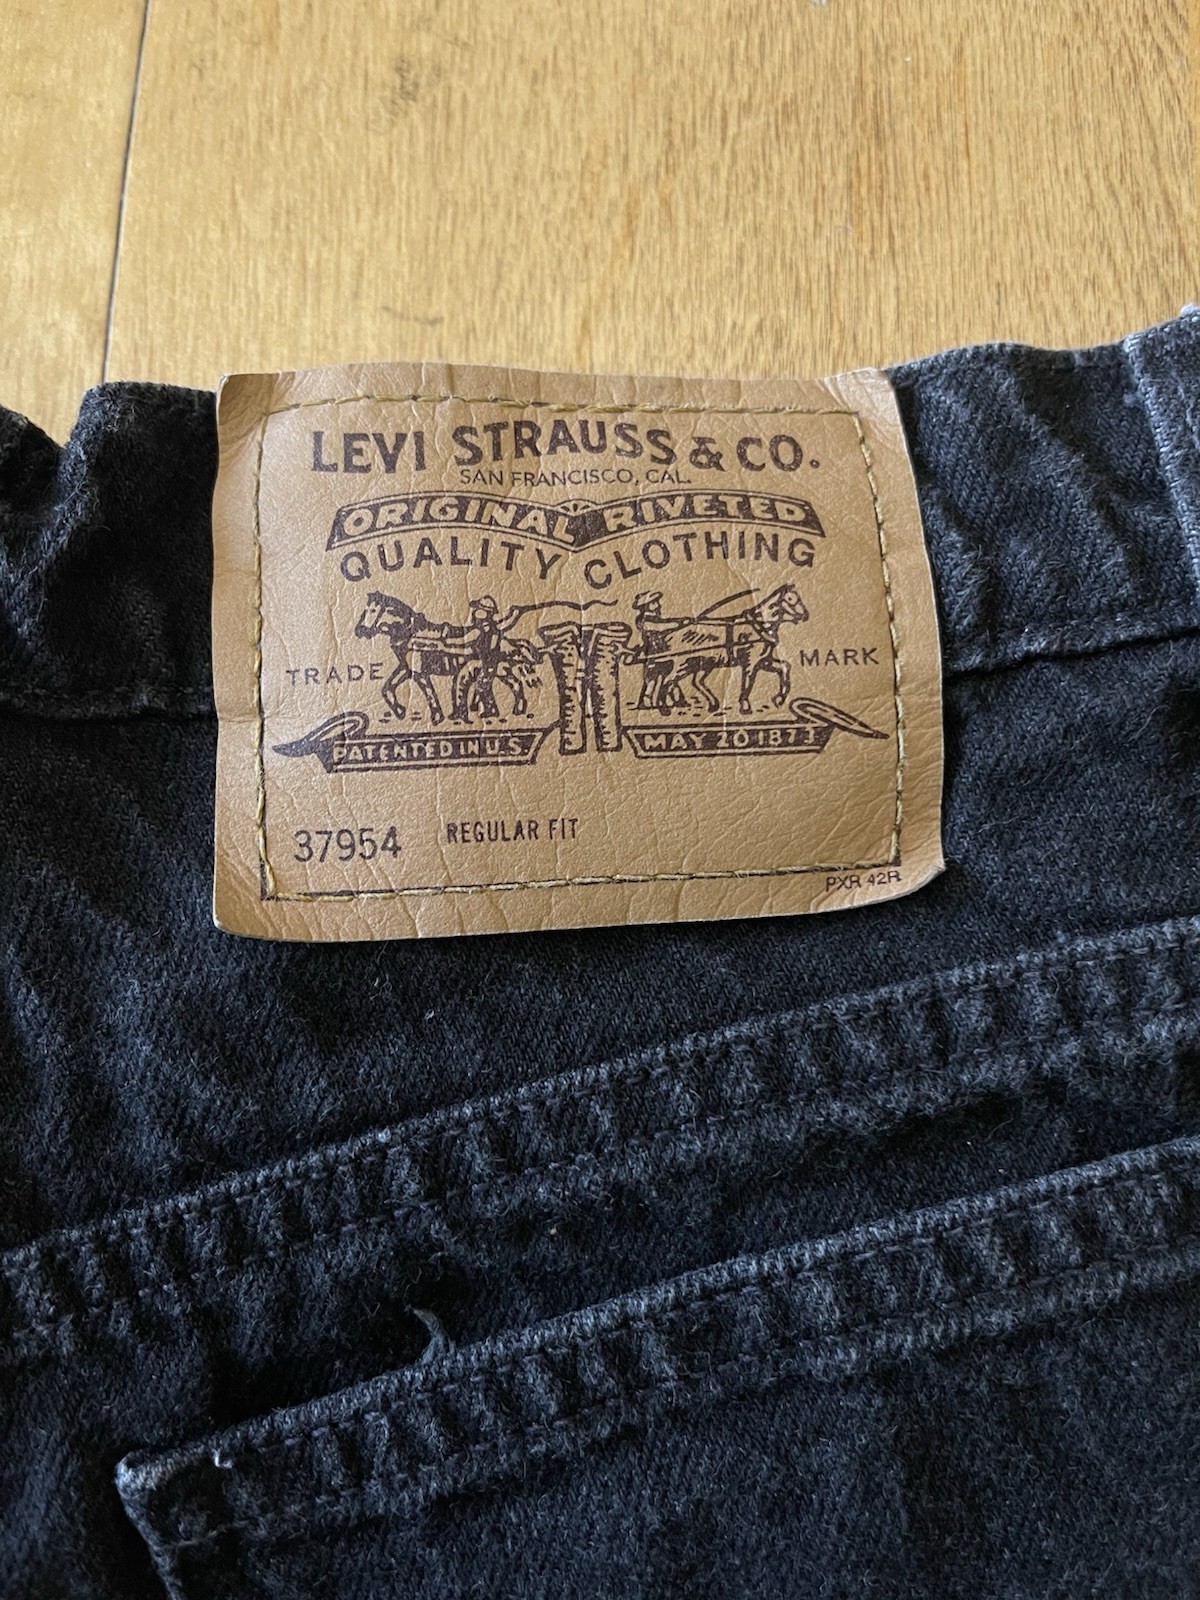 LEVI STRAUSS & CO.
SAN FRANCISCO, CAL.
ORIGINAL RIVETED
QUALITY CLOTHING
TRADE MARK
PATENTED IN U.S. MAY 20 1873
37954 REGULAR FIT
PXR 42R